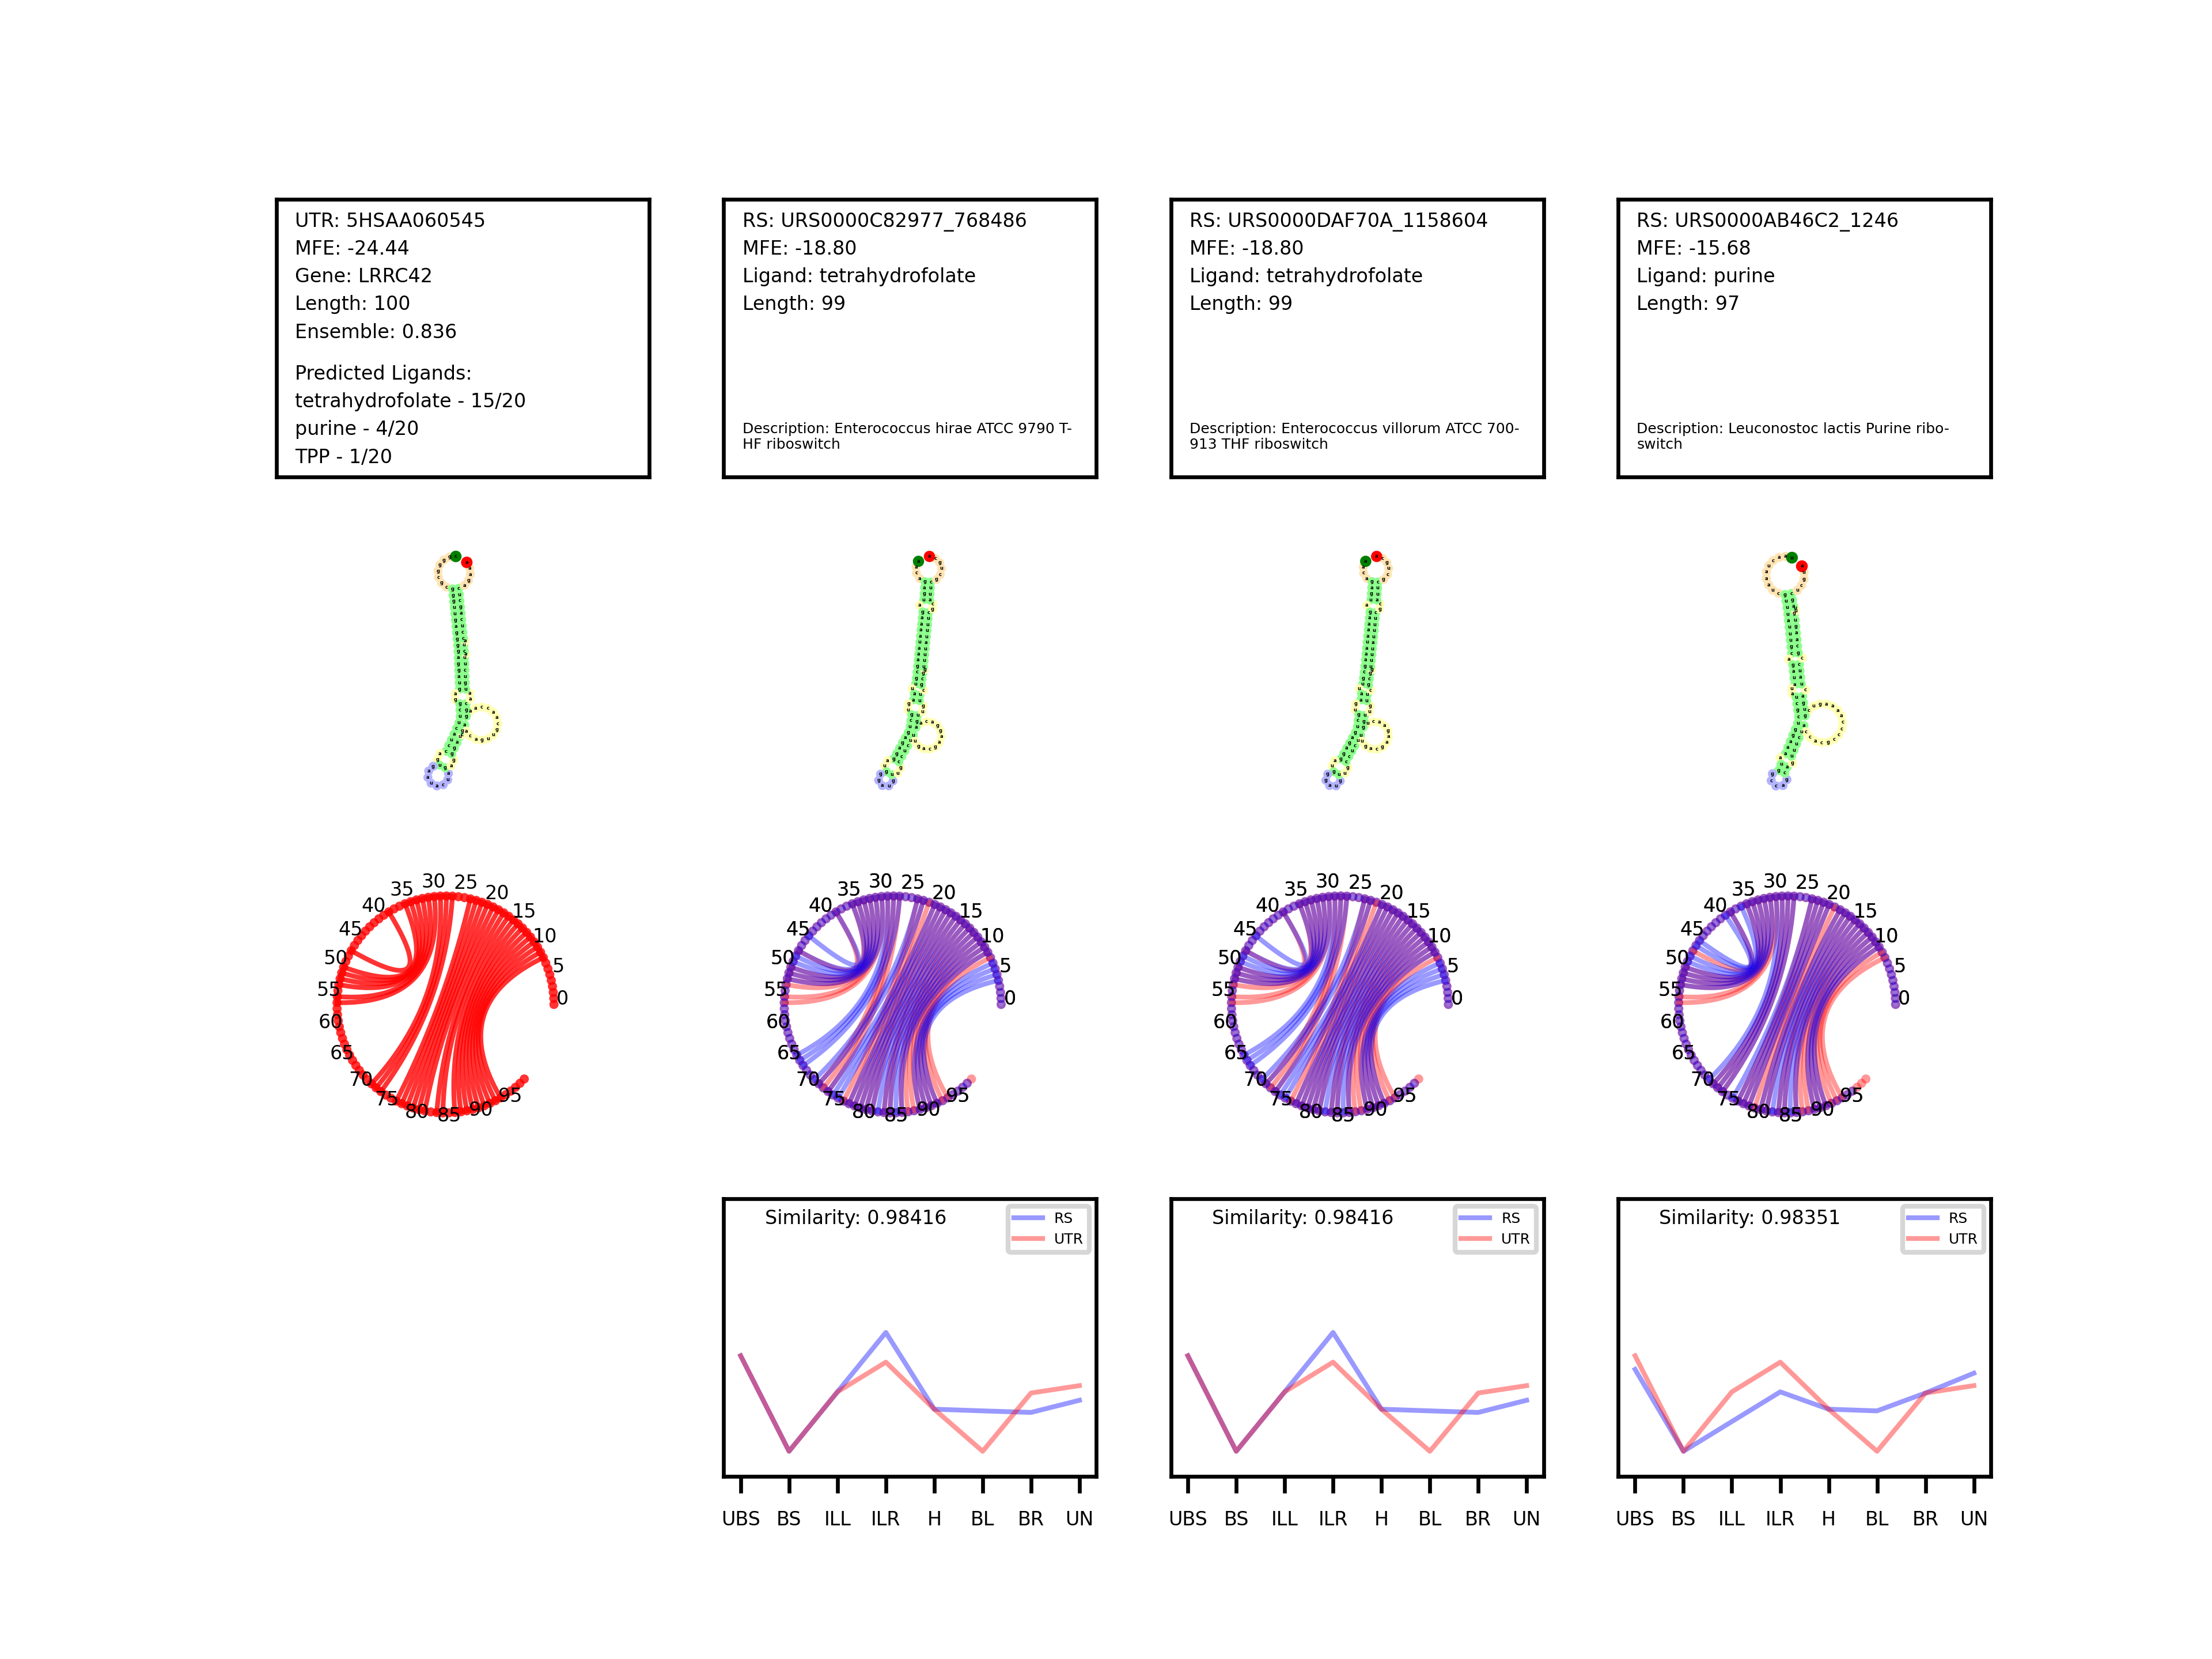 UTR: 5HSAA060545
MFE: -24.44
Gene: LRRC42
Length: 100
Ensemble: 0.836
Predicted Ligands:
tetrahydrofolate - 15/20
purine - 4/20
TPP - 1/20
RS: URS0000C82977_768486
MFE: -18.80
Ligand: tetrahydrofolate
Length: 99
Description: Enterococcus hirae ATCC 9790 T-
HF riboswitch
RS: URS0000DAF70A_1158604
MFE: -18.80
Ligand: tetrahydrofolate
Length: 99
Description: Enterococcus villorum ATCC 700-
913 THF riboswitch
RS: URS0000AB46C2_1246
MFE: -15.68
Ligand: purine
Length: 97
Description: Leuconostoc lactis Purine ribo-
switch
0 5 10 15 20 25 30 35 40 45 50 55 60 65 70 75 80 85 90 95
0 5 10 15 20 25 30 35 40 45 50 55 60 65 70 75 80 85 90 95
0 5 10 15 20 25 30 35 40 45 50 55 60 65 70 75 80 85 90 95
0 5 10 15 20 25 30 35 40 45 50 55 60 65 70 75 80 85 90 95
Similarity: 0.98416
RS
UTR
UBS BS ILL ILR H BL BR UN
Similarity: 0.98416
RS
UTR
UBS BS ILL ILR H BL BR UN
Similarity: 0.98351
RS
UTR
UBS BS ILL ILR H BL BR UN